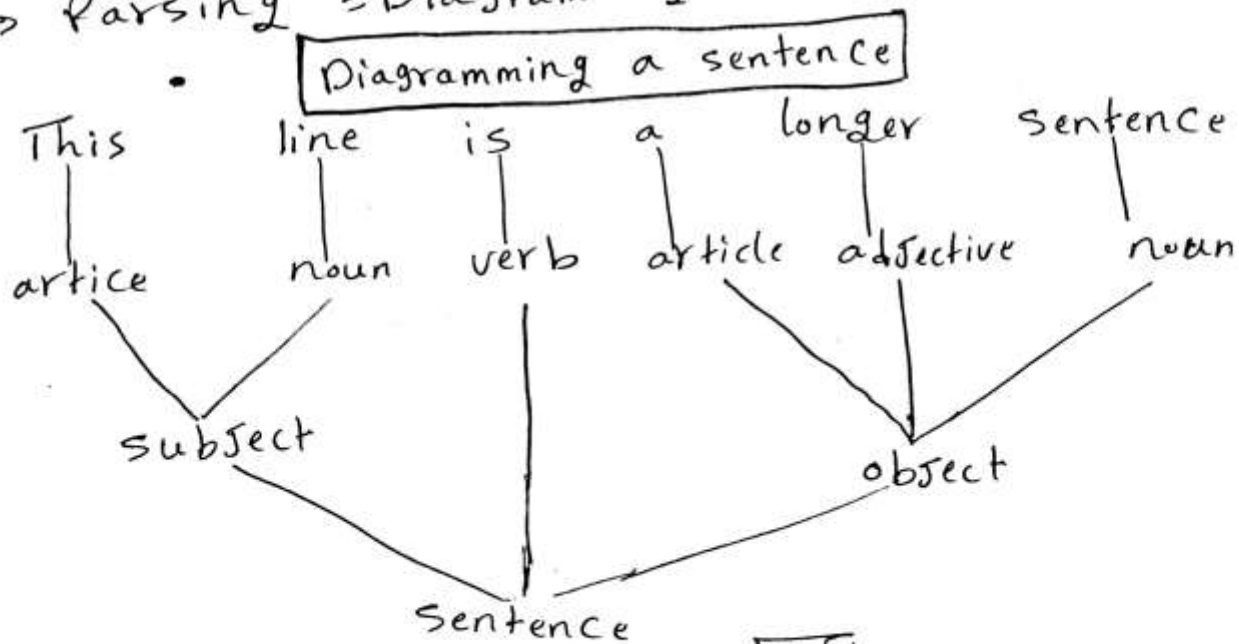 Parsing =
Diagramming a sentence
This line is a longer sentence
artice noun verb article adjective noun
subject object
sentence